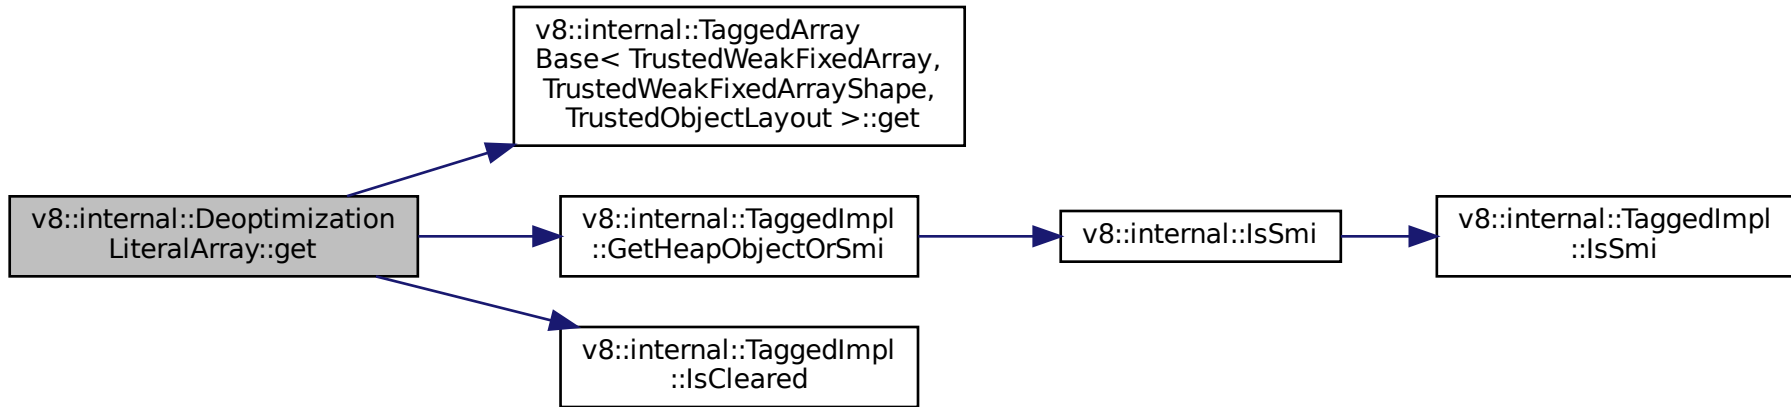 v8::internal::TaggedArray
Base< TrustedWeakFixedArray,
TrustedWeakFixedArrayShape,
TrustedObjectLayout >::get
v8::internal::Deoptimization
LiteralArray::get
v8::internal::TaggedImpl
::GetHeapObjectOrSmi
v8::internal::IsSmi
v8::internal::TaggedImpl
::IsSmi
v8::internal::TaggedImpl
::IsCleared